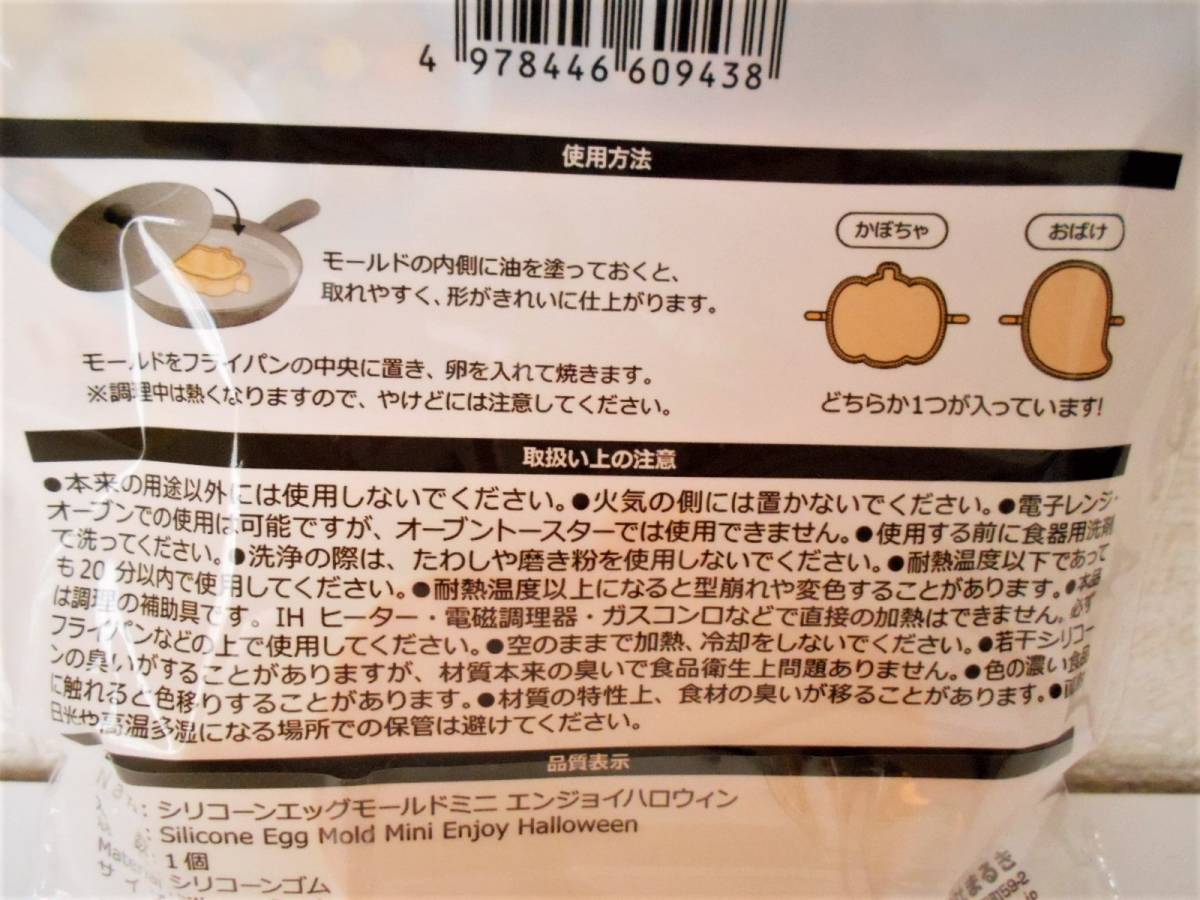 4 978446 609438
使用方法
モールドの内側に油を塗っておくと、
取れやすく、形がきれいに仕上がります。
かぼちゃ
おばけ
モールドをフライパンの中央に置き、卵を入れて焼きます。
※調理中は熱くなりますので、やけどには注意してください。
どちらか1つが入っています!
取扱い上の注意
●本来の用途以外には使用しないでください。●火気の側には置かないでください。●電子レンジ・
オーブンでの使用は可能ですが、オーブントースターでは使用できません。●使用する前に食器用洗剤
で洗ってください。●洗浄の際は、たわしや磨き粉を使用しないでください。●耐熱温度以下であって
も20分以内で使用してください。●耐熱温度以上になると型崩れや変色することがあります。●本品
は調理の補助具です。IH ヒーター・電磁調理器・ガスコンロなどで直接の加熱はできません。必ず
フライパンなどの上で使用してください。●空のままで加熱、冷却をしないでください。●若干シリコー
ンの臭いがすることがありますが、材質本来の臭いで食品衛生上問題ありません。●色の濃い食品
に触れると色移りすることがあります。●材質の特性上、食材の臭いが移ることがあります。●
日光や高温多湿になる場所での保管は避けてください。
品質表示
: シリコーンエッグモールドミニ エンジョイハロウィン
: Silicone Egg Mold Mini Enjoy Halloween
数: 1個
シリコーンゴム
サイ
まるき
159-2